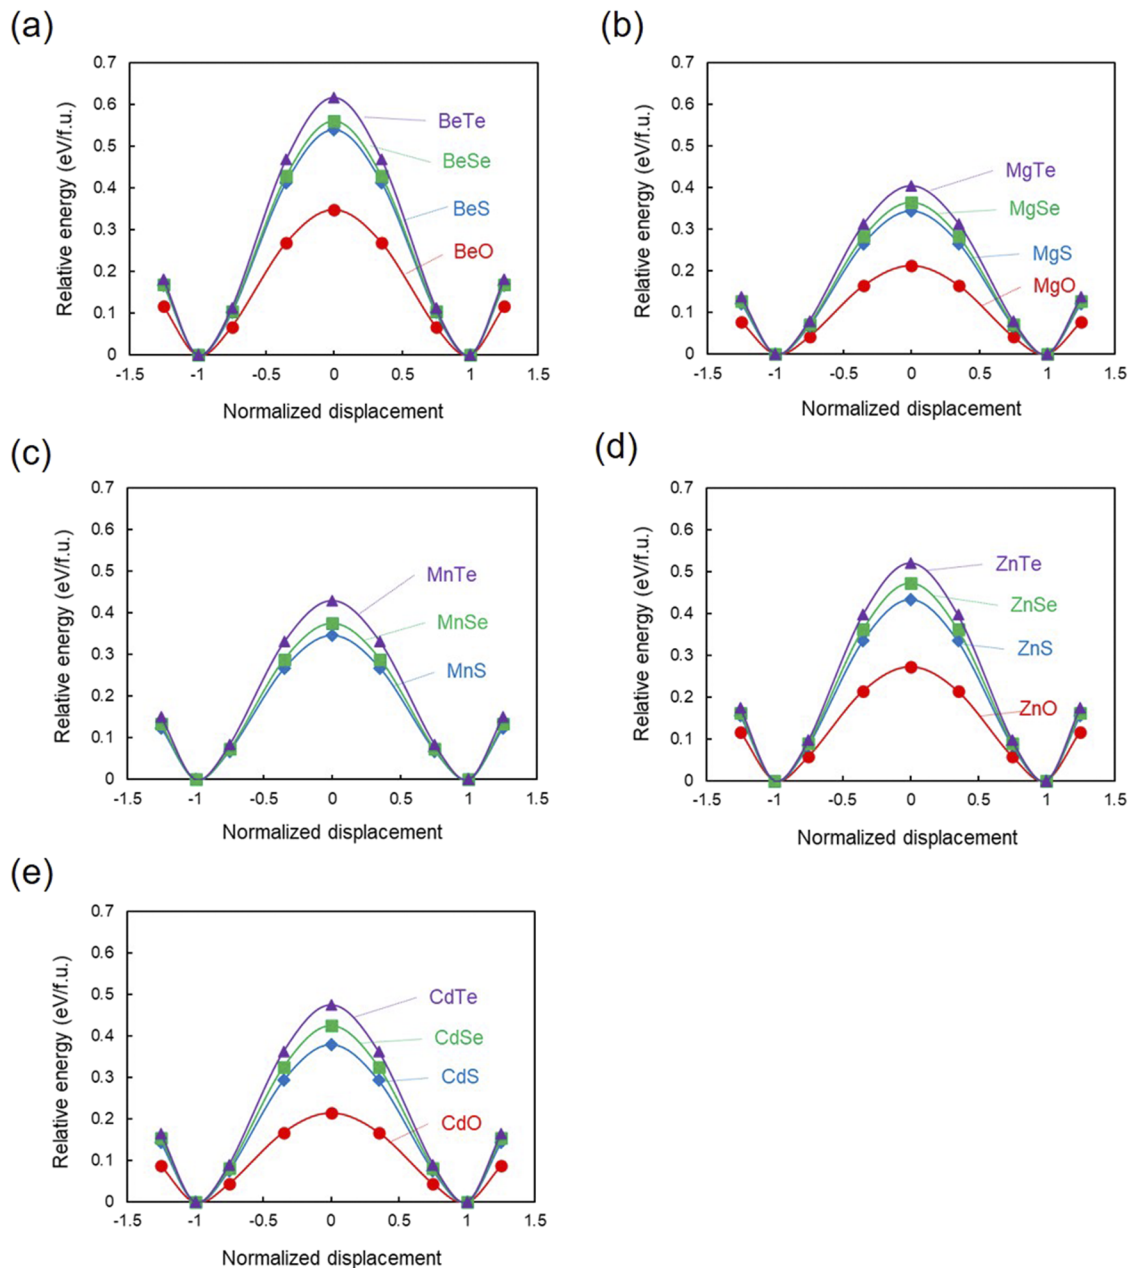 (a)
0.7
0.6
0.5
0.4
0.3
0.2
0.1
0
Relative energy (eV/f.u.)
BeTe
BeSe
BeS
BeO
-1.5 -1 -0.5 0 0.5 1 1.5
Normalized displacement
(b)
0.7
0.6
0.5
0.4
0.3
0.2
0.1
0
Relative energy (eV/f.u.)
MgTe
MgSe
MgS
MgO
-1.5 -1 -0.5 0 0.5 1 1.5
Normalized displacement
(c)
0.7
0.6
0.5
0.4
0.3
0.2
0.1
0
Relative energy (eV/f.u.)
MnTe
MnSe
MnS
-1.5 -1 -0.5 0 0.5 1 1.5
Normalized displacement
(d)
0.7
0.6
0.5
0.4
0.3
0.2
0.1
0
Relative energy (eV/f.u.)
ZnTe
ZnSe
ZnS
ZnO
-1.5 -1 -0.5 0 0.5 1 1.5
Normalized displacement
(e)
0.7
0.6
0.5
0.4
0.3
0.2
0.1
0
Relative energy (eV/f.u.)
CdTe
CdSe
CdS
CdO
-1.5 -1 -0.5 0 0.5 1 1.5
Normalized displacement